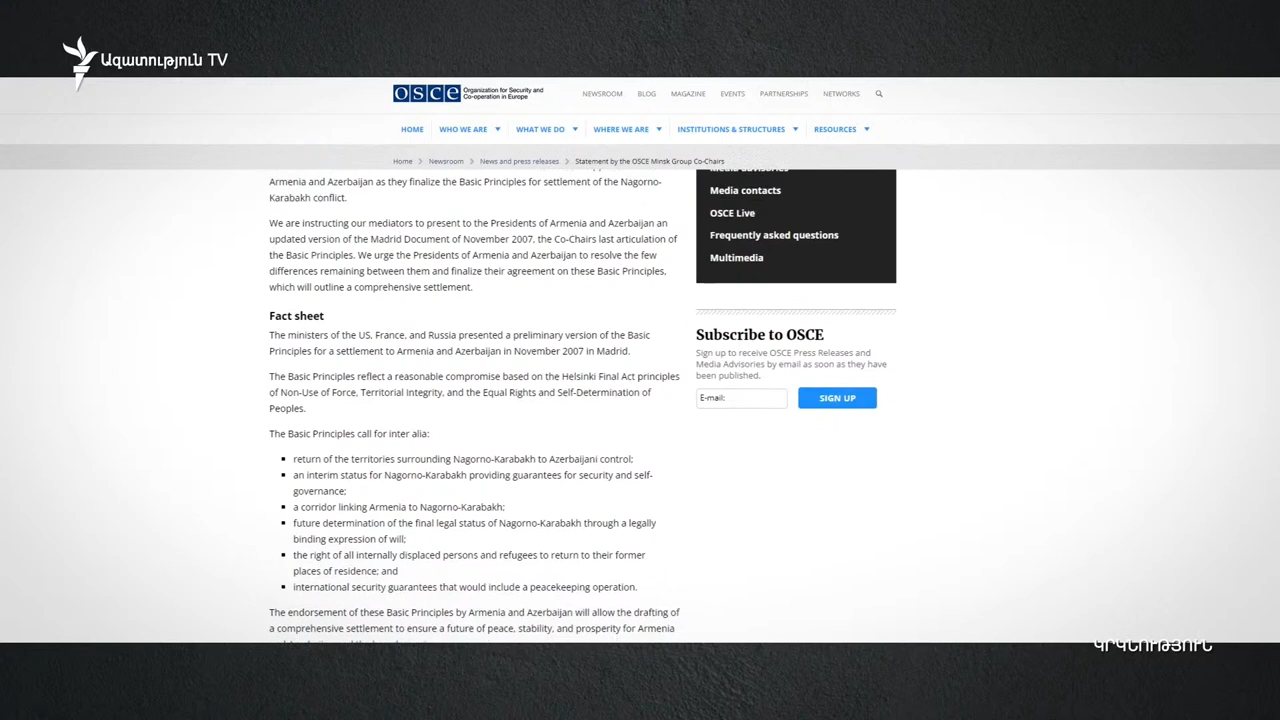 Ազատություն TV
OSCE Organization for Security and
Co-operation in Europe
NEWSROOM BLOG MAGAZINE EVENTS PARTNERSHIPS NETWORKS
HOME WHO WE ARE WHAT WE DO WHERE WE ARE INSTITUTIONS & STRUCTURES RESOURCES
Home Newsroom News and press releases Statement by the OSCE Minsk Group Co-Chairs
Armenia and Azerbaijan as they finalize the Basic Principles for settlement of the Nagorno-
Karabakh conflict.
We are instructing our mediators to present to the Presidents of Armenia and Azerbaijan an
updated version of the Madrid Document of November 2007, the Co-Chairs last articulation of
the Basic Principles. We urge the Presidents of Armenia and Azerbaijan to resolve the few
differences remaining between them and finalize their agreement on these Basic Principles,
which will outline a comprehensive settlement.
Fact sheet
The ministers of the US, France, and Russia presented a preliminary version of the Basic
Principles for a settlement to Armenia and Azerbaijan in November 2007 in Madrid.
The Basic Principles reflect a reasonable compromise based on the Helsinki Final Act principles
of Non-Use of Force, Territorial Integrity, and the Equal Rights and Self-Determination of
Peoples.
The Basic Principles call for inter alia:
return of the territories surrounding Nagorno-Karabakh to Azerbaijani control;
an interim status for Nagorno-Karabakh providing guarantees for security and self-
governance;
a corridor linking Armenia to Nagorno-Karabakh;
future determination of the final legal status of Nagorno-Karabakh through a legally
binding expression of will;
the right of all internally displaced persons and refugees to return to their former
places of residence; and
international security guarantees that would include a peacekeeping operation.
The endorsement of these Basic Principles by Armenia and Azerbaijan will allow the drafting of
a comprehensive settlement to ensure a future of peace, stability, and prosperity for Armenia
Media advisories
Media contacts
OSCE Live
Frequently asked questions
Multimedia
Subscribe to OSCE
Sign up to receive OSCE Press Releases and
Media Advisories by email as soon as they have
been published.
E-mail:
SIGN UP
ԿՐԿՆՈՒԹՅՈՒՆ